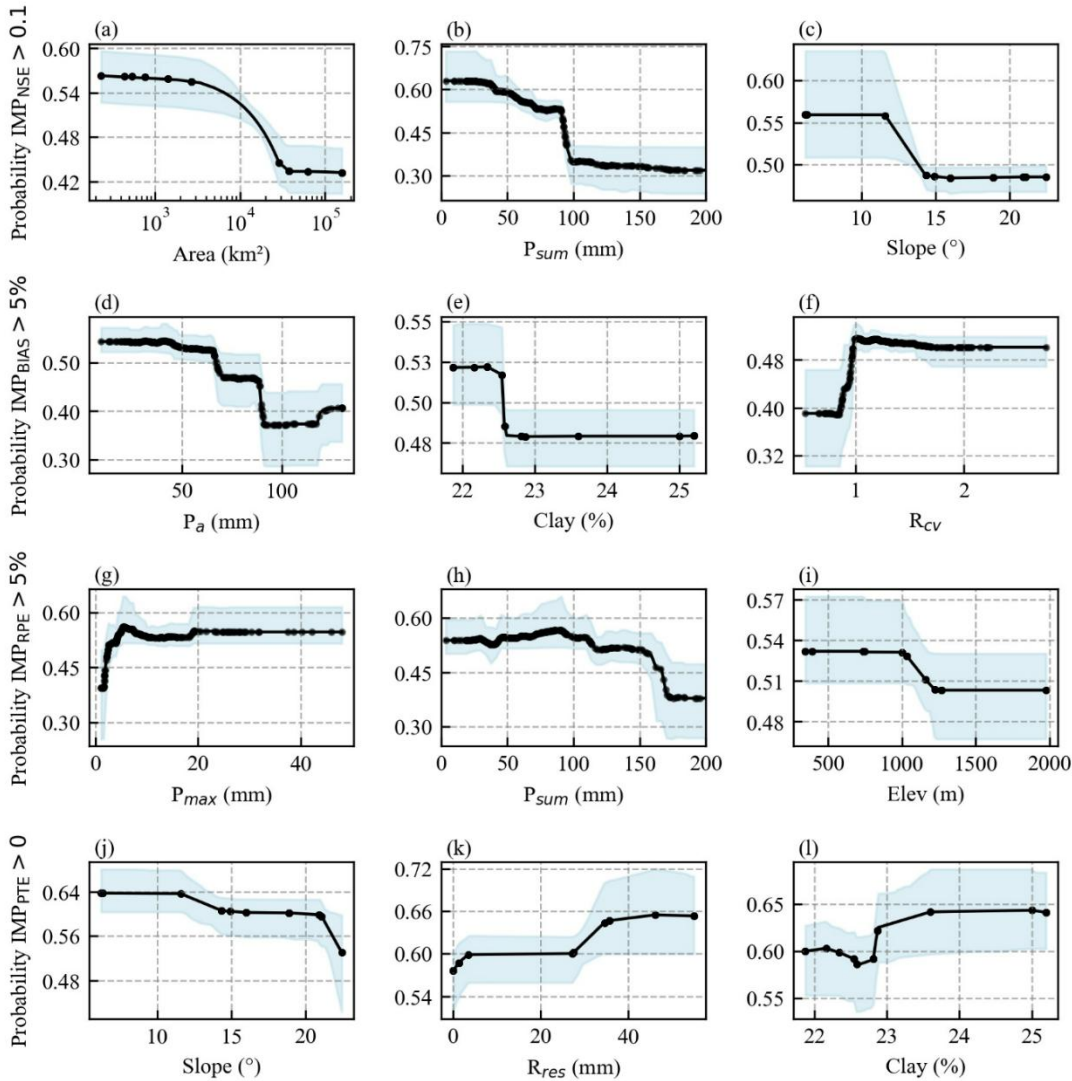 (a) (b) (c)
Probability IMP_NSE > 0.1
0.60 0.54 0.48 0.42
10³ 10⁴ 10⁵
Area (km²)
0.75 0.60 0.45 0.30
0 50 100 150 200
P_sum (mm)
0.60 0.55 0.50
10 15 20
Slope (°)
(d) (e) (f)
Probability IMP_BIAS > 5%
0.50 0.40 0.30
50 100
P_a (mm)
0.55 0.53 0.50 0.48
22 23 24 25
Clay (%)
0.48 0.40 0.32
1 2
R_cv
(g) (h) (i)
Probability IMP_RPE > 5%
0.60 0.45 0.30
0 20 40
P_max (mm)
0.60 0.45 0.30
0 50 100 150 200
P_sum (mm)
0.57 0.54 0.51 0.48
500 1000 1500 2000
Elev (m)
(j) (k) (l)
Probability IMP_PTE > 0
0.64 0.56 0.48
10 15 20
Slope (°)
0.72 0.66 0.60 0.54
0 20 40
R_res (mm)
0.65 0.60 0.55
22 23 24 25
Clay (%)